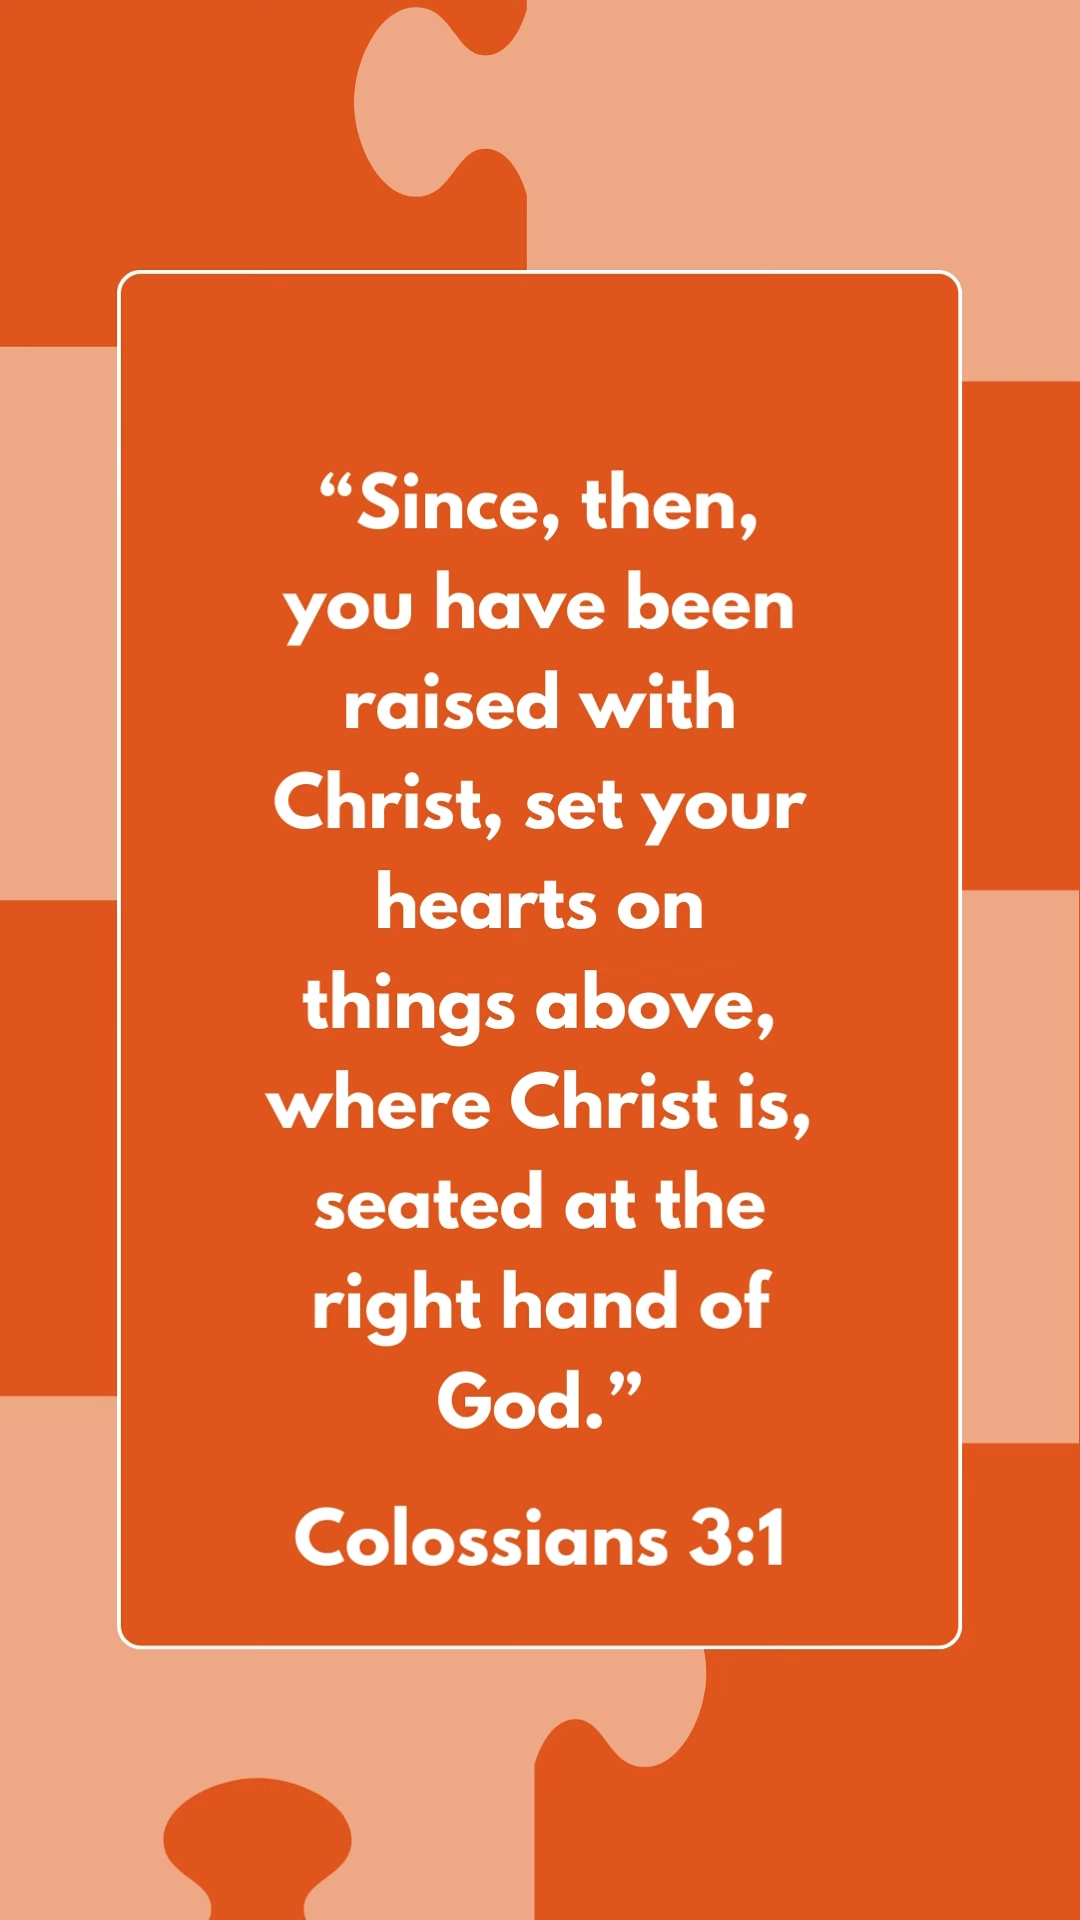 “Since, then,
you have been
raised with
Christ, set your
hearts on
things above,
where Christ is,
seated at the
right hand of
God.”
Colossians 3:1